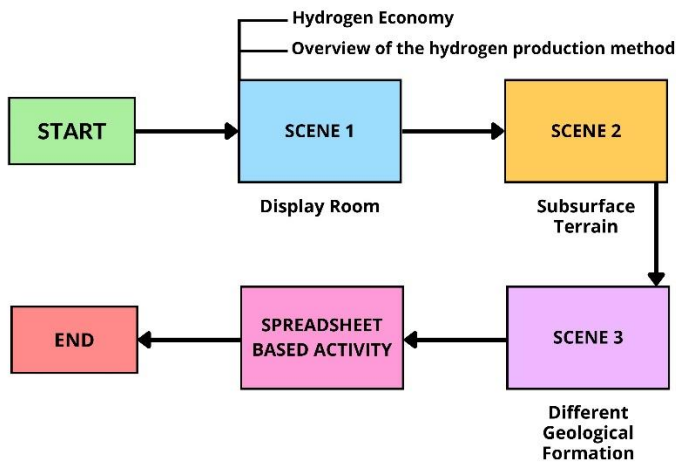 Hydrogen Economy
Overview of the hydrogen production method
START
SCENE 1
SCENE 2
Display Room
Subsurface
Terrain
END
SPREADSHEET
BASED ACTIVITY
SCENE 3
Different
Geological
Formation